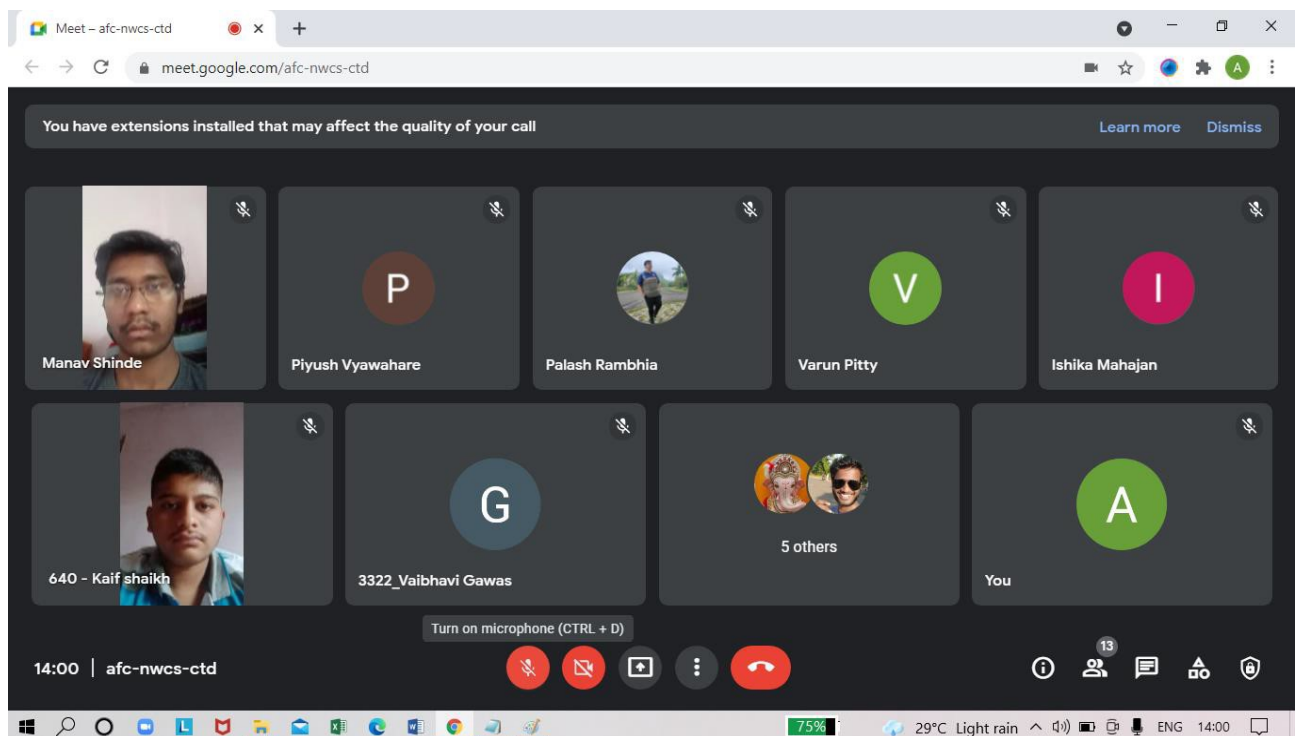 Meet – afc-nwcs-ctd
meet.google.com/afc-nwcs-ctd
A
You have extensions installed that may affect the quality of your call
Learn more Dismiss
P
V
I
Manav Shinde
Piyush Vyawahare
Palash Rambhia
Varun Pitty
Ishika Mahajan
G
A
5 others
640 - Kaif shaikh
3322_Vaibhavi Gawas
You
Turn on microphone (CTRL + D)
14:00 | afc-nwcs-ctd
13
L
75%
29°C Light rain
ENG 14:00